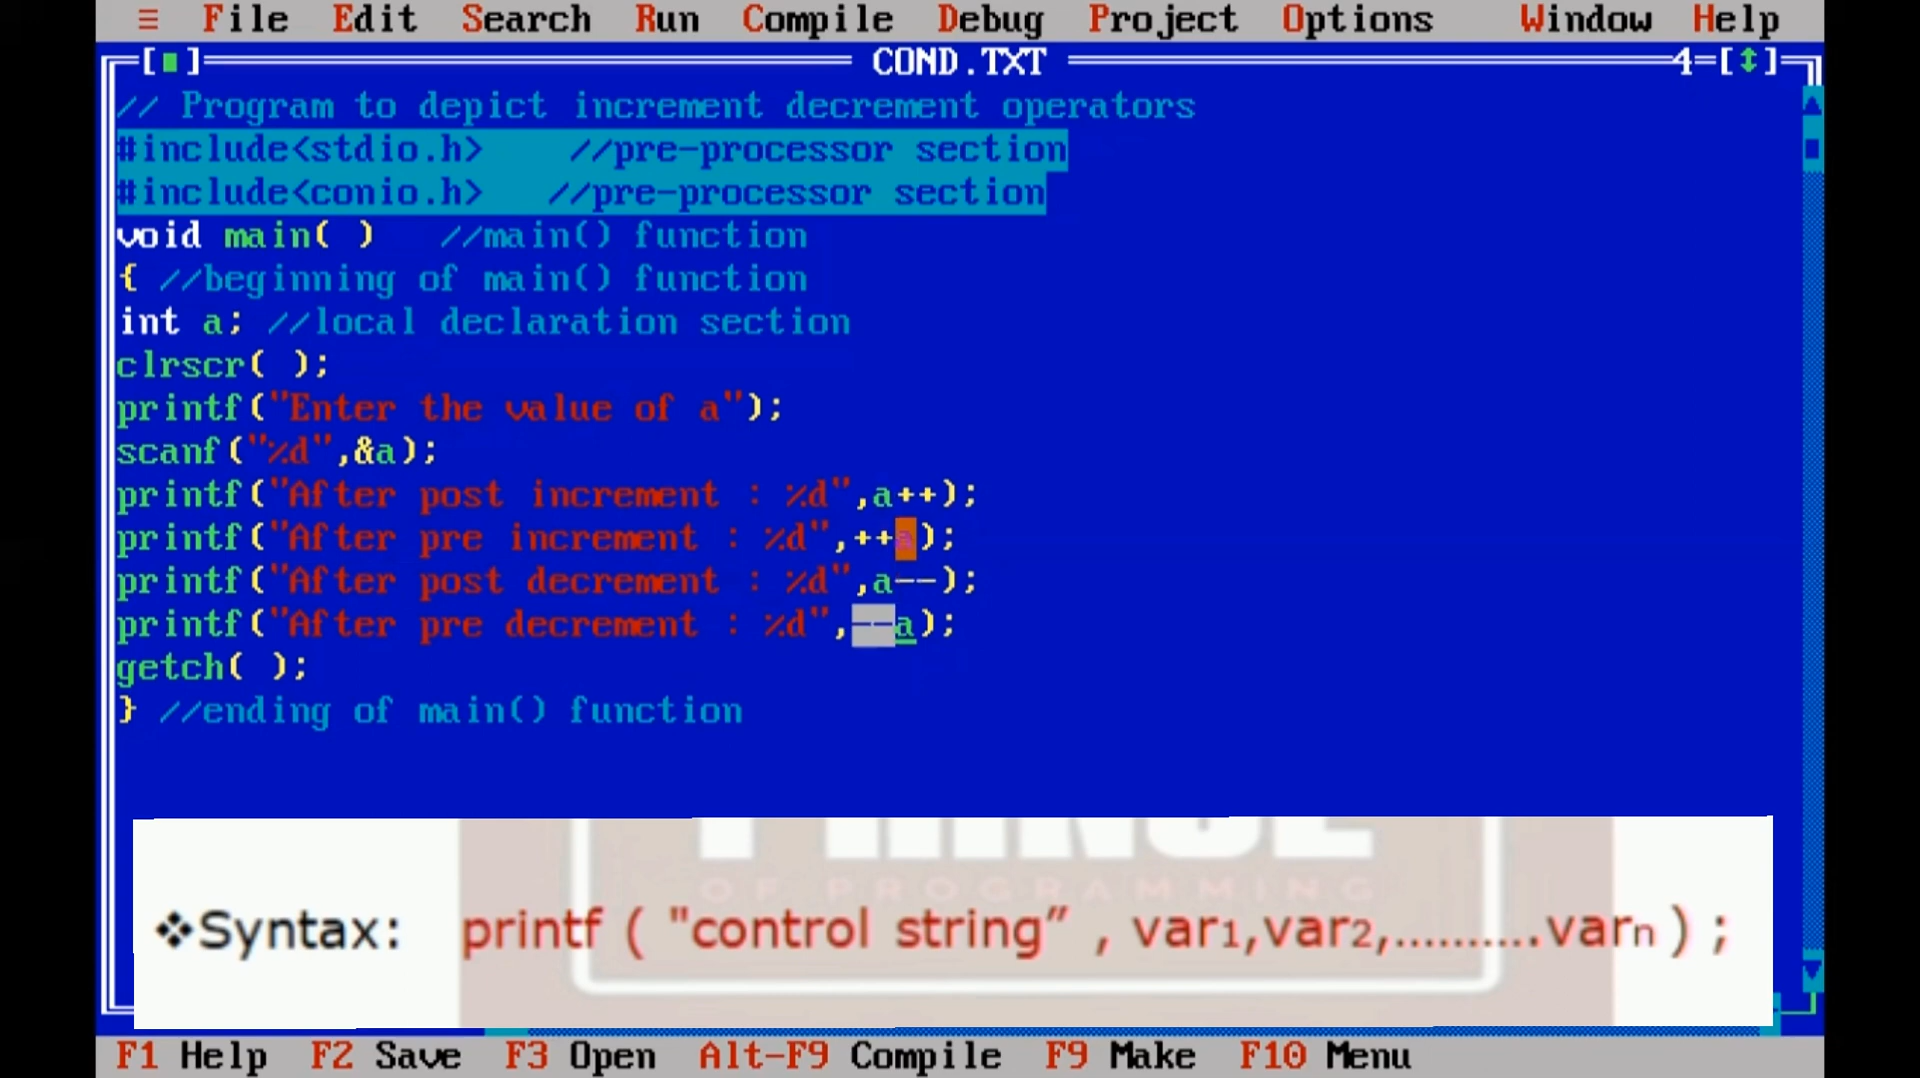 ≡ File Edit Search Run Compile Debug Project Options Window Help
[■] COND.TXT 4=[↕]
// Program to depict increment decrement operators
#include<stdio.h> //pre-processor section
#include<conio.h> //pre-processor section
void main( ) //main() function
{ //beginning of main() function
int a; //local declaration section
clrscr( );
printf("Enter the value of a");
scanf("%d",&a);
printf("After post increment : %d",a++);
printf("After pre increment : %d",++a);
printf("After post decrement : %d",a--);
printf("After pre decrement : %d",--a);
getch( );
} //ending of main() function
OF PROGRAMMING
❖Syntax: printf ( "control string” , var1,var2,..........varn ) ;
F1 Help F2 Save F3 Open Alt-F9 Compile F9 Make F10 Menu